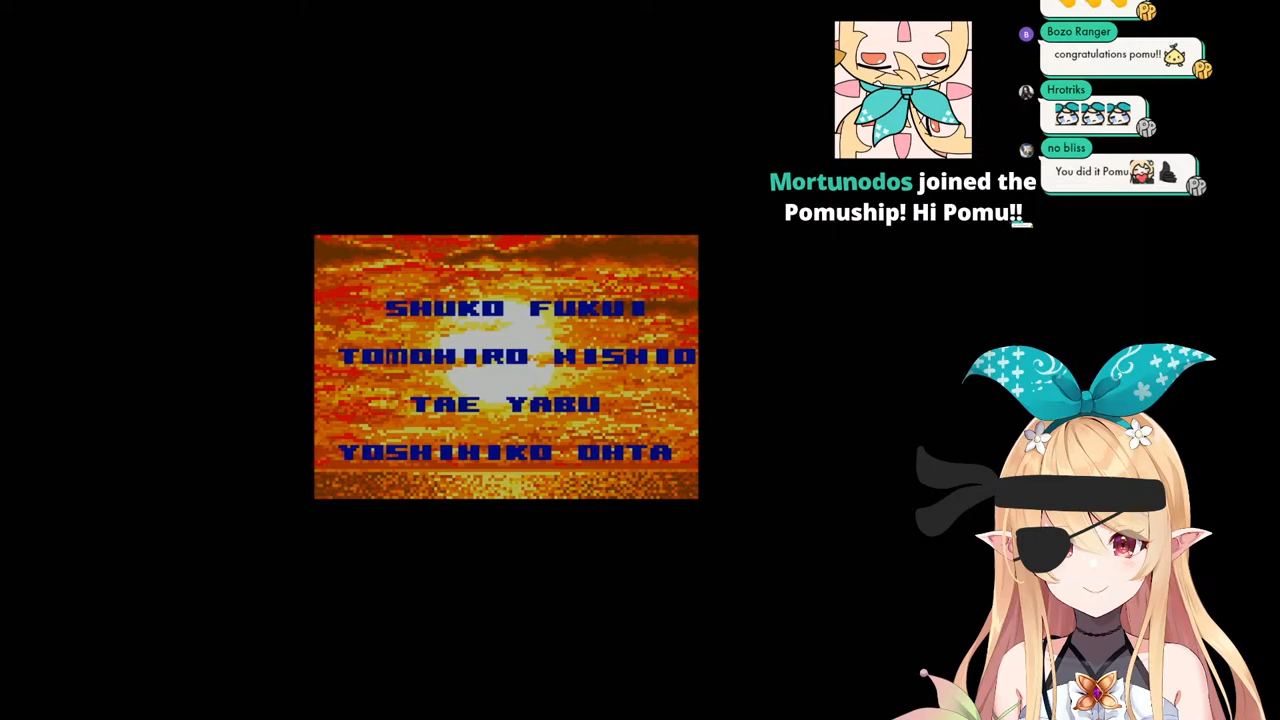 Bozo Ranger
congratulations pomu!!
Hrotriks
no bliss
You did it Pomu
Mortunodos joined the
Pomuship! Hi Pomu!!
SHUKO FUKUI
TOMOHIRO NISHIO
TAE YABU
YOSHIHIKO OHTA